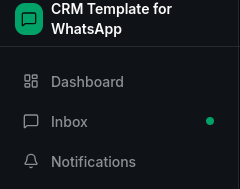 CRM Template for
WhatsApp
Dashboard
Inbox
Notifications